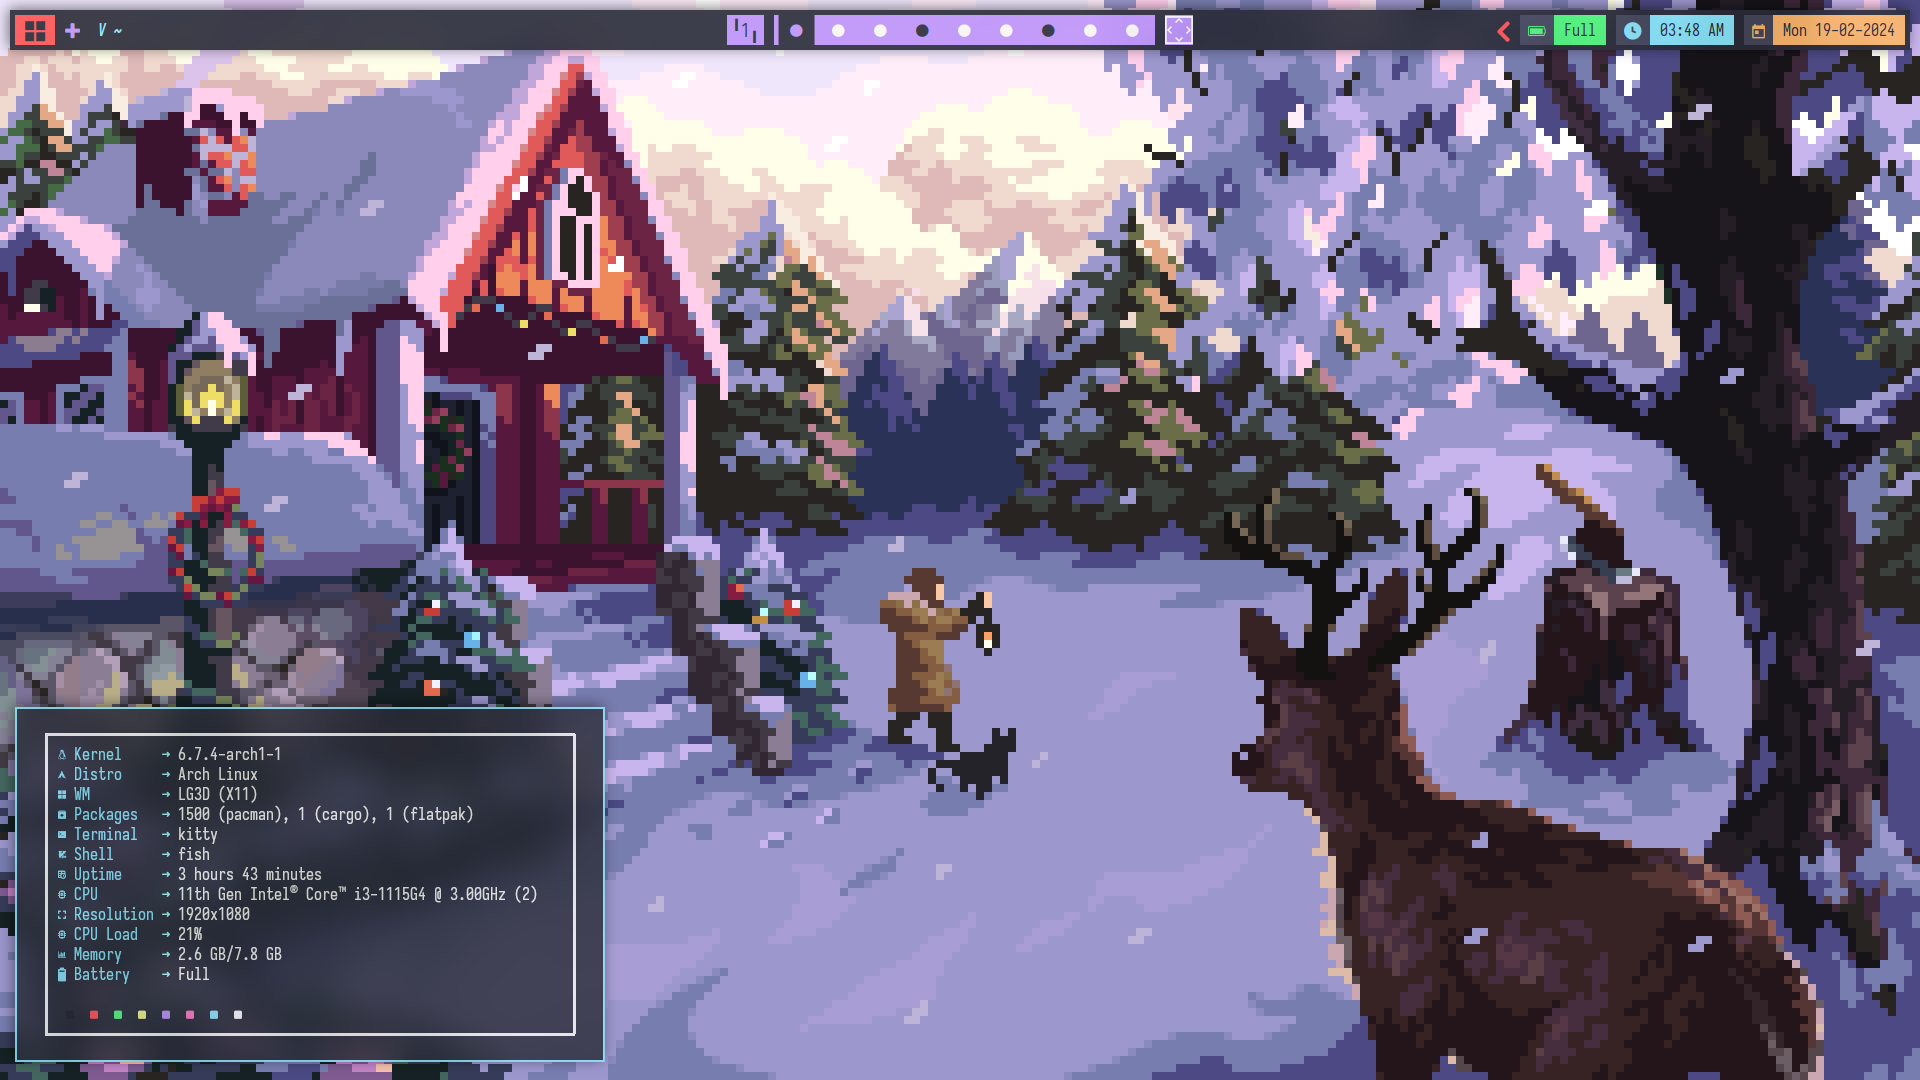 V ~
1
Full
03:48 AM
Mon 19-02-2024
Kernel → 6.7.4-arch1-1
Distro → Arch Linux
WM → LG3D (X11)
Packages → 1500 (pacman), 1 (cargo), 1 (flatpak)
Terminal → kitty
Shell → fish
Uptime → 3 hours 43 minutes
CPU → 11th Gen Intel® Core™ i3-1115G4 @ 3.00GHz (2)
Resolution → 1920x1080
CPU Load → 21%
Memory → 2.6 GB/7.8 GB
Battery → Full